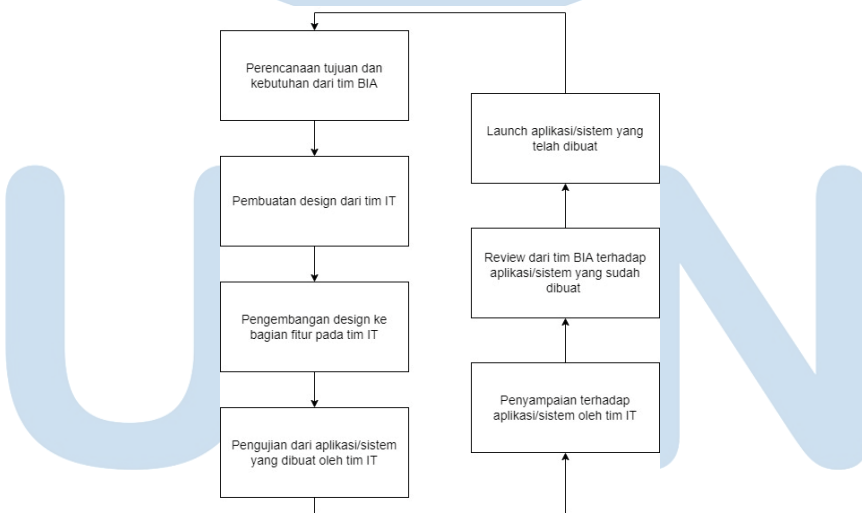 Perencanaan tujuan dan
kebutuhan dari tim BIA
Pembuatan design dari tim IT
Pengembangan design ke
bagian fitur pada tim IT
Pengujian dari aplikasi/sistem
yang dibuat oleh tim IT
Penyampaian terhadap
aplikasi/sistem oleh tim IT
Review dari tim BIA terhadap
aplikasi/sistem yang sudah
dibuat
Launch aplikasi/sistem yang
telah dibuat
U
N